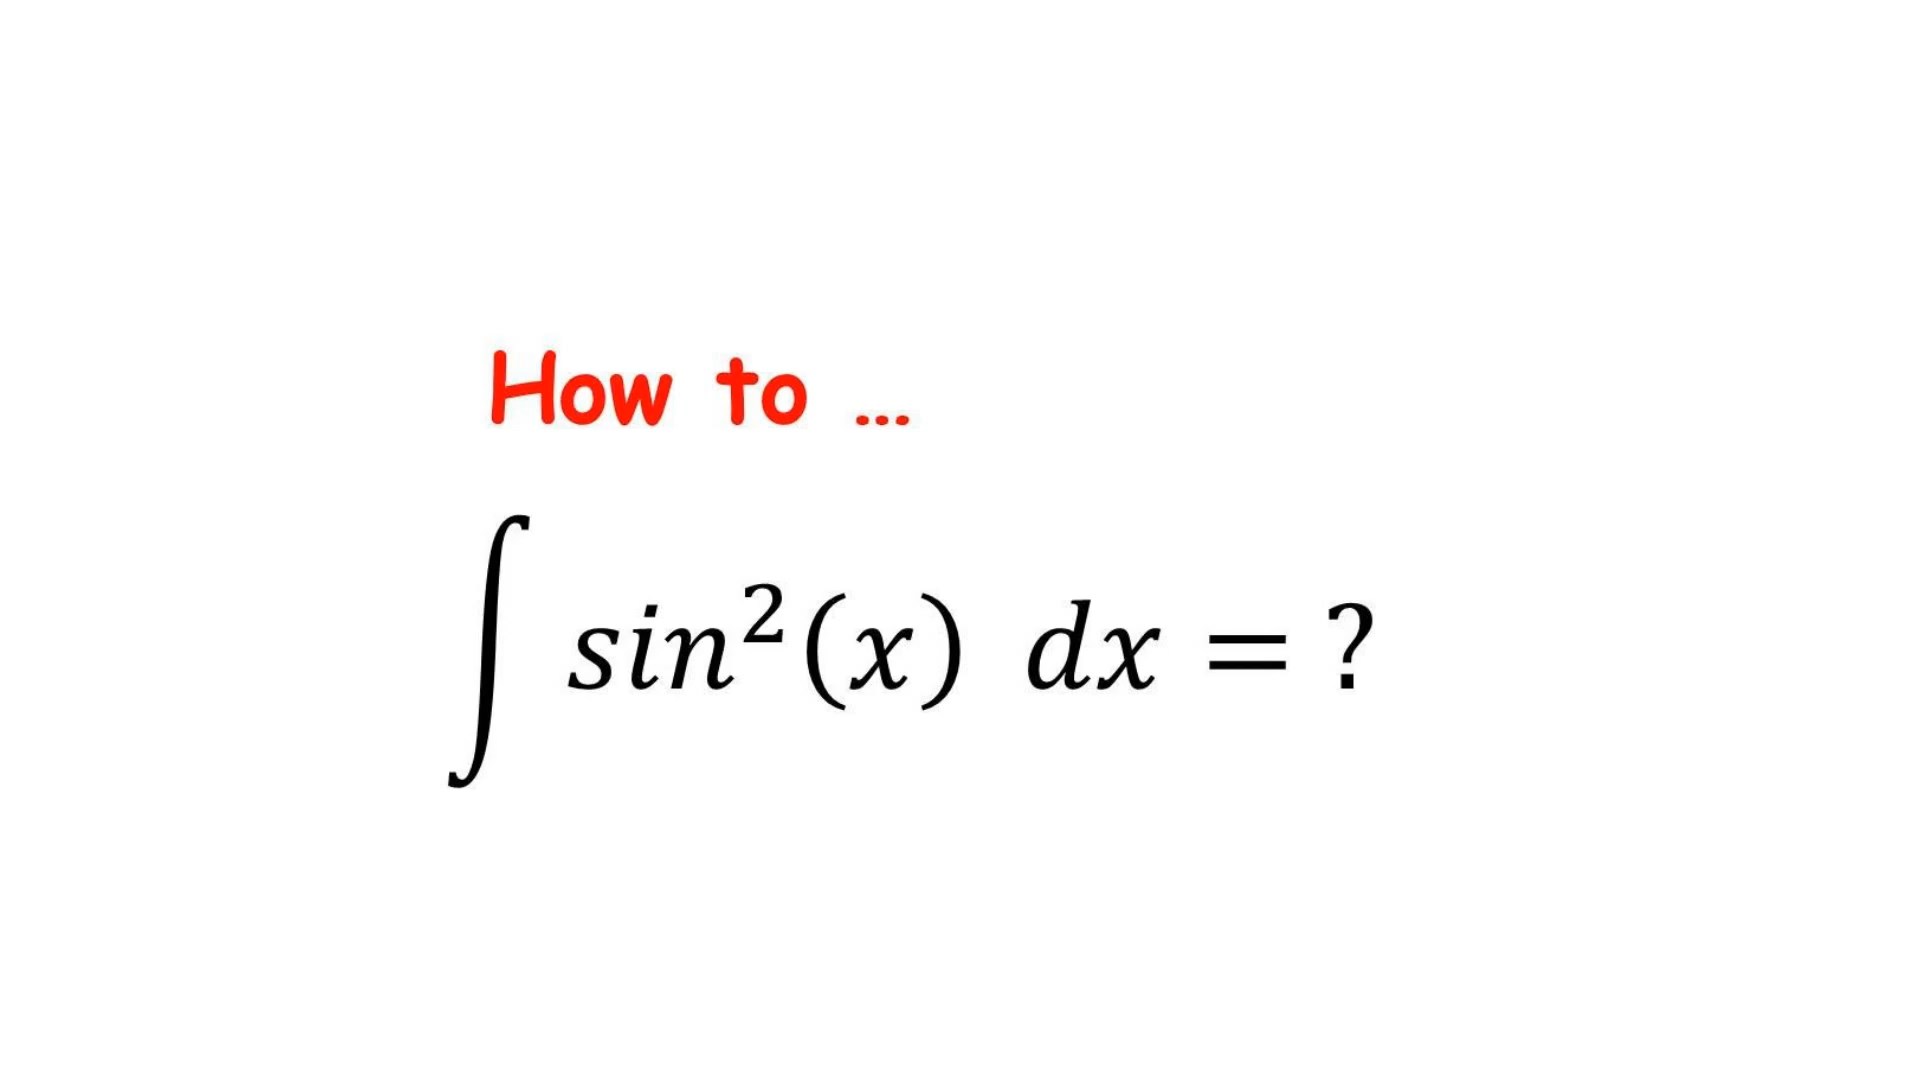 How to ...
∫ sin²(x) dx = ?